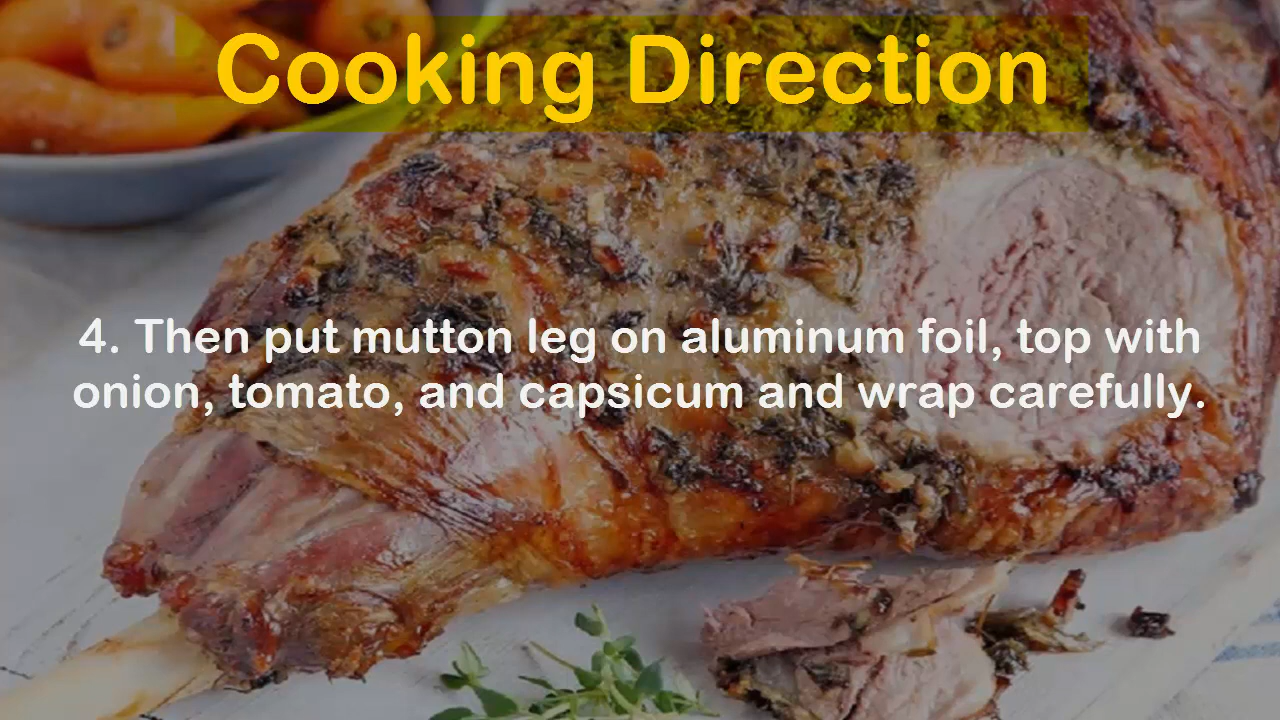 Cooking Direction
4. Then put mutton leg on aluminum foil, top with
onion, tomato, and capsicum and wrap carefully.